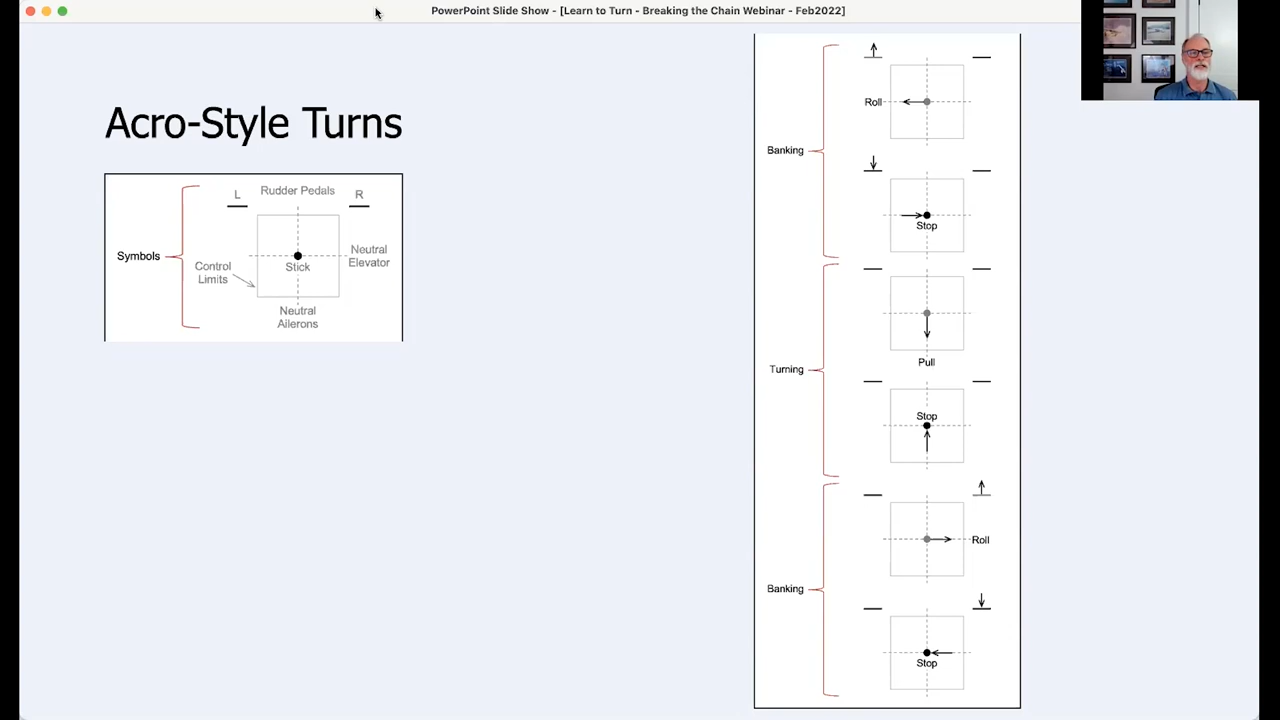 PowerPoint Slide Show - [Learn to Turn - Breaking the Chain Webinar - Feb2022]
Acro-Style Turns
L
Rudder Pedals
R
Symbols
Control
Limits
Stick
Neutral
Elevator
Neutral
Ailerons
Roll
Banking
Stop
Turning
Pull
Stop
Roll
Banking
Stop